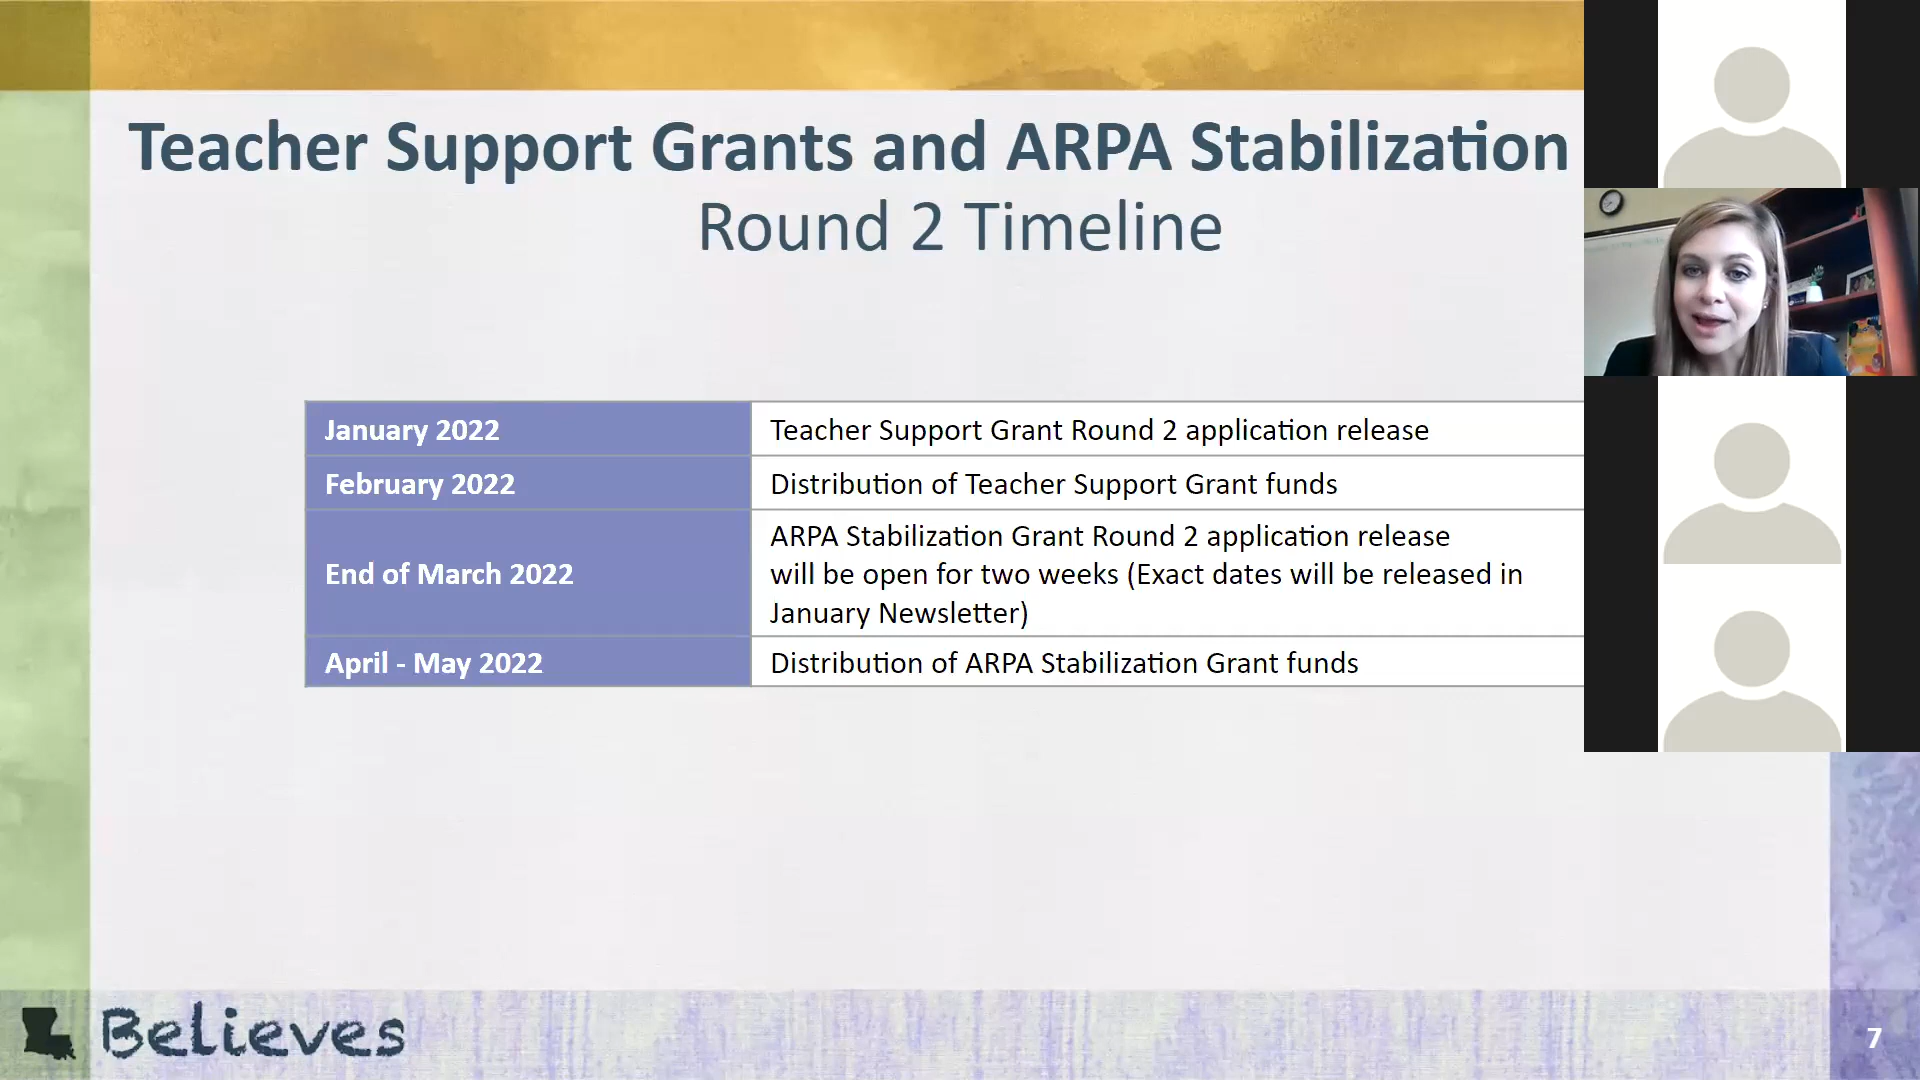 Teacher Support Grants and ARPA Stabilization
Round 2 Timeline
January 2022
Teacher Support Grant Round 2 application release
February 2022
Distribution of Teacher Support Grant funds
End of March 2022
ARPA Stabilization Grant Round 2 application release
will be open for two weeks (Exact dates will be released in
January Newsletter)
April - May 2022
Distribution of ARPA Stabilization Grant funds
Believes
7